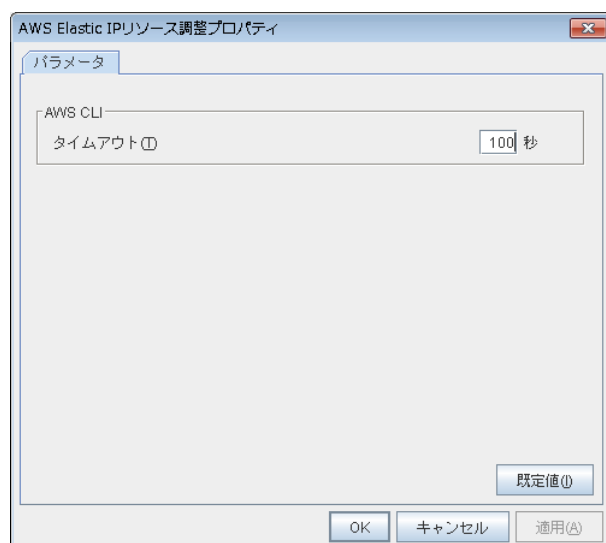 AWS Elastic IPリソース調整プロパティ
パラメータ
AWS CLI
タイムアウト(T) 100 秒
既定値(I)
OK キャンセル 適用(A)